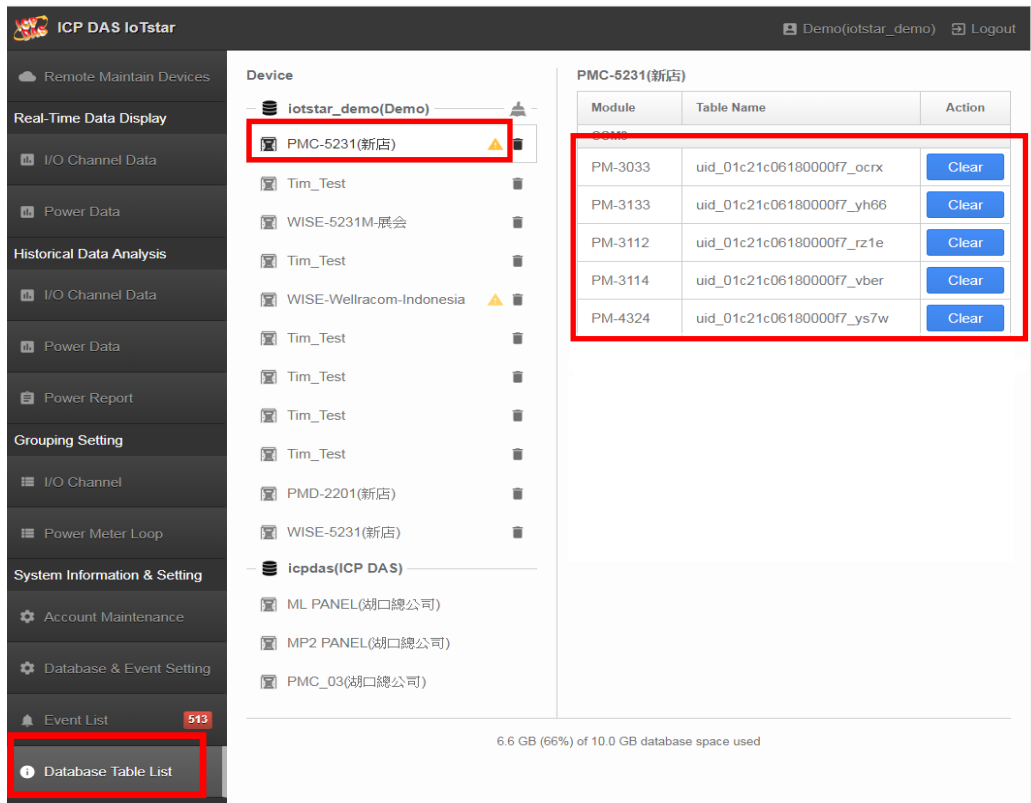 ICP DAS IoTstar
Demo(iotstar_demo) Logout
Remote Maintain Devices
Real-Time Data Display
I/O Channel Data
Power Data
Historical Data Analysis
I/O Channel Data
Power Data
Power Report
Grouping Setting
I/O Channel
Power Meter Loop
System Information & Setting
Account Maintenance
Database & Event Setting
Event List 513
Database Table List
Device
iotstar_demo(Demo)
PMC-5231(新店)
Tim_Test
WISE-5231M-展会
Tim_Test
WISE-Wellracom-Indonesia
Tim_Test
Tim_Test
Tim_Test
Tim_Test
PMD-2201(新店)
WISE-5231(新店)
icpdas(ICP DAS)
ML PANEL(湖口總公司)
MP2 PANEL(湖口總公司)
PMC_03(湖口總公司)
PMC-5231(新店)
Module Table Name Action
PM-3033 uid_01c21c06180000f7_ocrx Clear
PM-3133 uid_01c21c06180000f7_yh66 Clear
PM-3112 uid_01c21c06180000f7_rz1e Clear
PM-3114 uid_01c21c06180000f7_vber Clear
PM-4324 uid_01c21c06180000f7_ys7w Clear
6.6 GB (66%) of 10.0 GB database space used